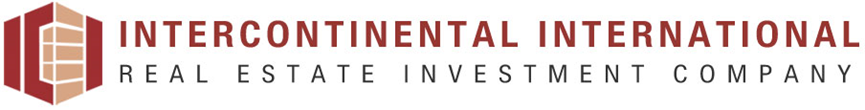 INTERCONTINENTAL INTERNATIONAL
REAL ESTATE INVESTMENT COMPANY